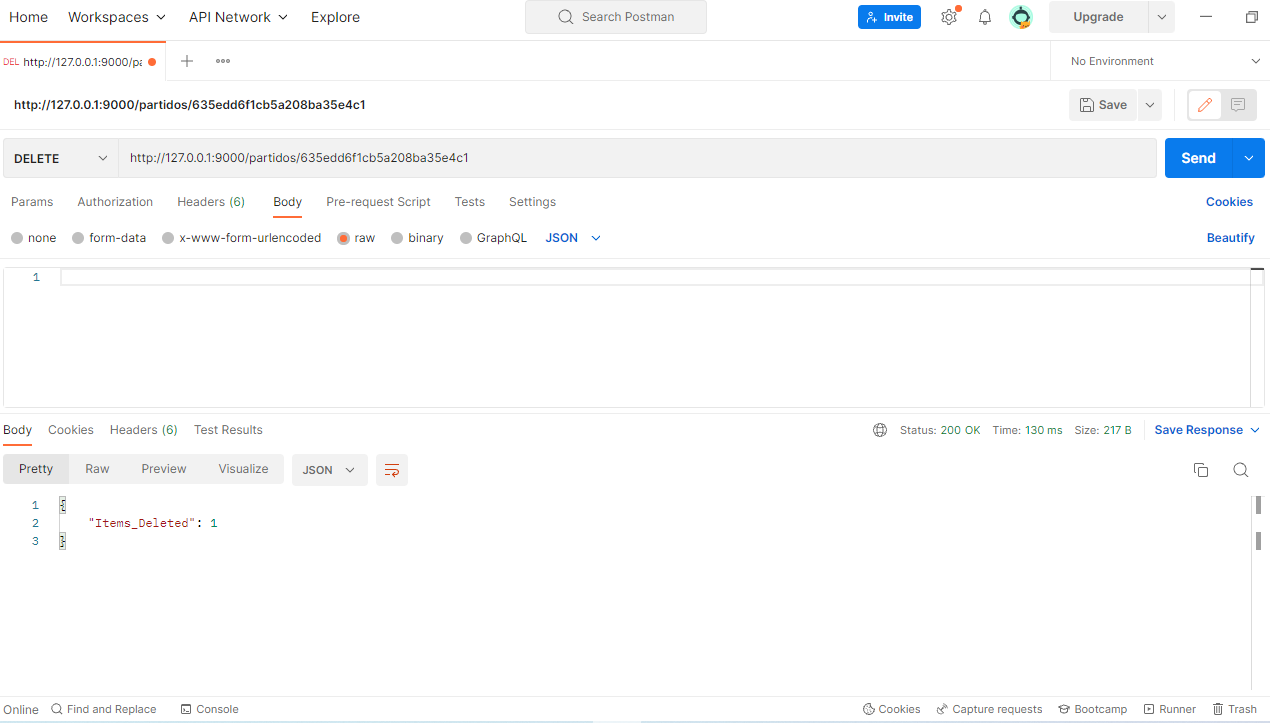 Home Workspaces API Network Explore Search Postman Invite Upgrade
DEL http://127.0.0.1:9000/pa No Environment
http://127.0.0.1:9000/partidos/635edd6f1cb5a208ba35e4c1 Save
DELETE http://127.0.0.1:9000/partidos/635edd6f1cb5a208ba35e4c1 Send
Params Authorization Headers (6) Body Pre-request Script Tests Settings Cookies
none form-data x-www-form-urlencoded raw binary GraphQL JSON Beautify
1
Body Cookies Headers (6) Test Results Status: 200 OK Time: 130 ms Size: 217 B Save Response
Pretty Raw Preview Visualize JSON
1 {
2 "Items_Deleted": 1
3 }
Online Find and Replace Console Cookies Capture requests Bootcamp Runner Trash